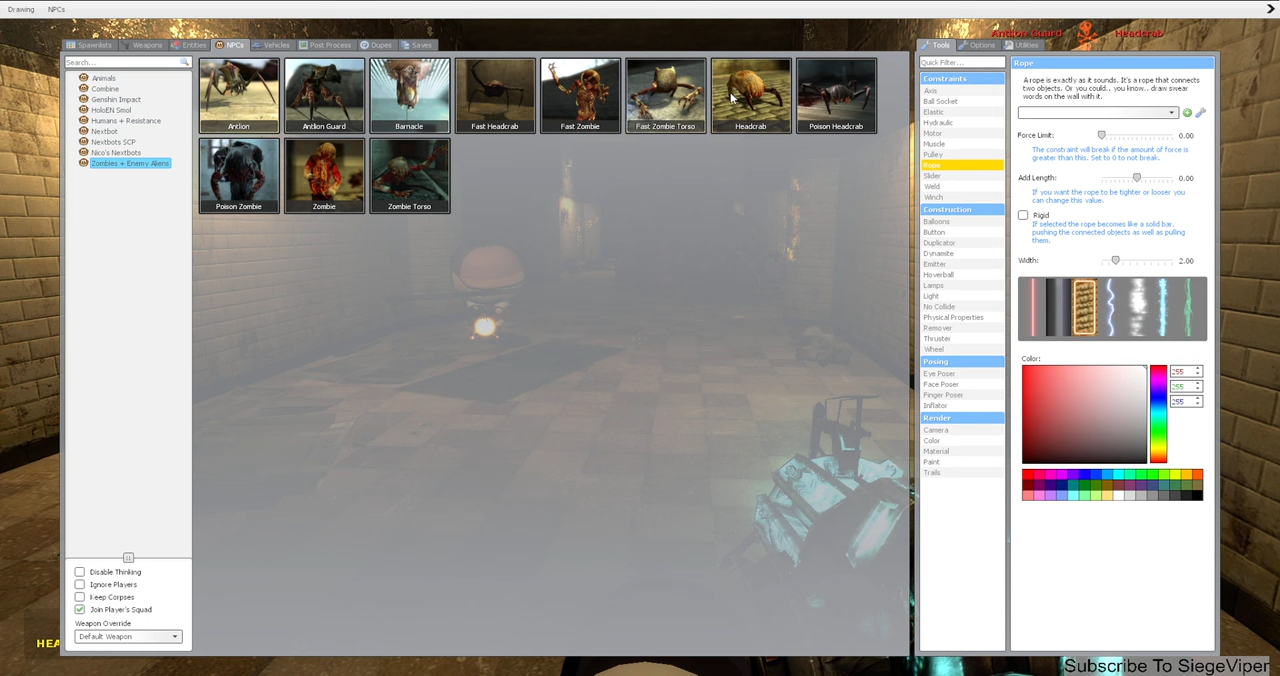 Drawing NPCs
Antlion Guard Headcrab
Spawnlists Weapons Entities NPCs Vehicles Post Process Dupes Saves
Search...
Animals
Combine
Genshin Impact
HoloEN Smol
Humans + Resistance
Nextbot
Nextbots SCP
Nico's Nextbots
Zombies + Enemy Aliens
Antlion Antlion Guard Barnacle Fast Headcrab Fast Zombie Fast Zombie Torso Headcrab Poison Headcrab
Poison Zombie Zombie Zombie Torso
Disable Thinking
Ignore Players
Keep Corpses
Join Player's Squad
Weapon Override
Default Weapon
HEA
Tools Options Utilities
Quick Filter...
Constraints
Axis
Ball Socket
Elastic
Hydraulic
Motor
Muscle
Pulley
Rope
Slider
Weld
Winch
Construction
Balloons
Button
Duplicator
Dynamite
Emitter
Hoverball
Lamps
Light
No Collide
Physical Properties
Remover
Thruster
Wheel
Posing
Eye Poser
Face Poser
Finger Poser
Inflator
Render
Camera
Color
Material
Paint
Trails
Rope
A rope is exactly as it sounds. It's a rope that connects
two objects. Or you could.. you know.. draw swear
words on the wall with it.
Force Limit: 0.00
The constraint will break if the amount of force is
greater than this. Set to 0 to not break.
Add Length: 0.00
If you want the rope to be tighter or looser you
can change this value.
Rigid
If selected the rope becomes like a solid bar,
pushing the connected objects as well as pulling
them.
Width: 2.00
Color:
255
255
255
Subscribe To SiegeViper